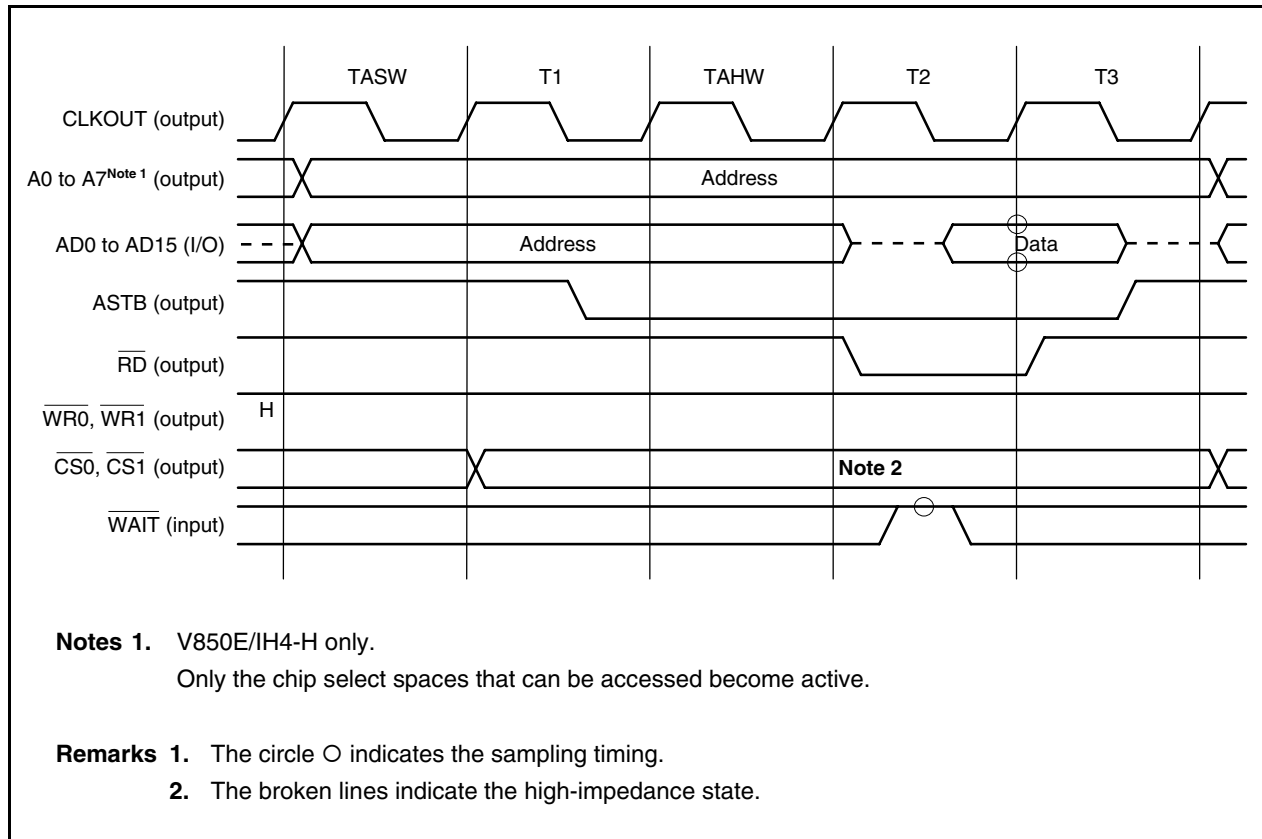 TASW T1 TAHW T2 T3
CLKOUT (output)
A0 to A7Note 1 (output) Address
AD0 to AD15 (I/O) Address Data
ASTB (output)
RD (output)
WR0, WR1 (output) H
CS0, CS1 (output) Note 2
WAIT (input)
Notes 1. V850E/IH4-H only.
Only the chip select spaces that can be accessed become active.
Remarks 1. The circle O indicates the sampling timing.
2. The broken lines indicate the high-impedance state.